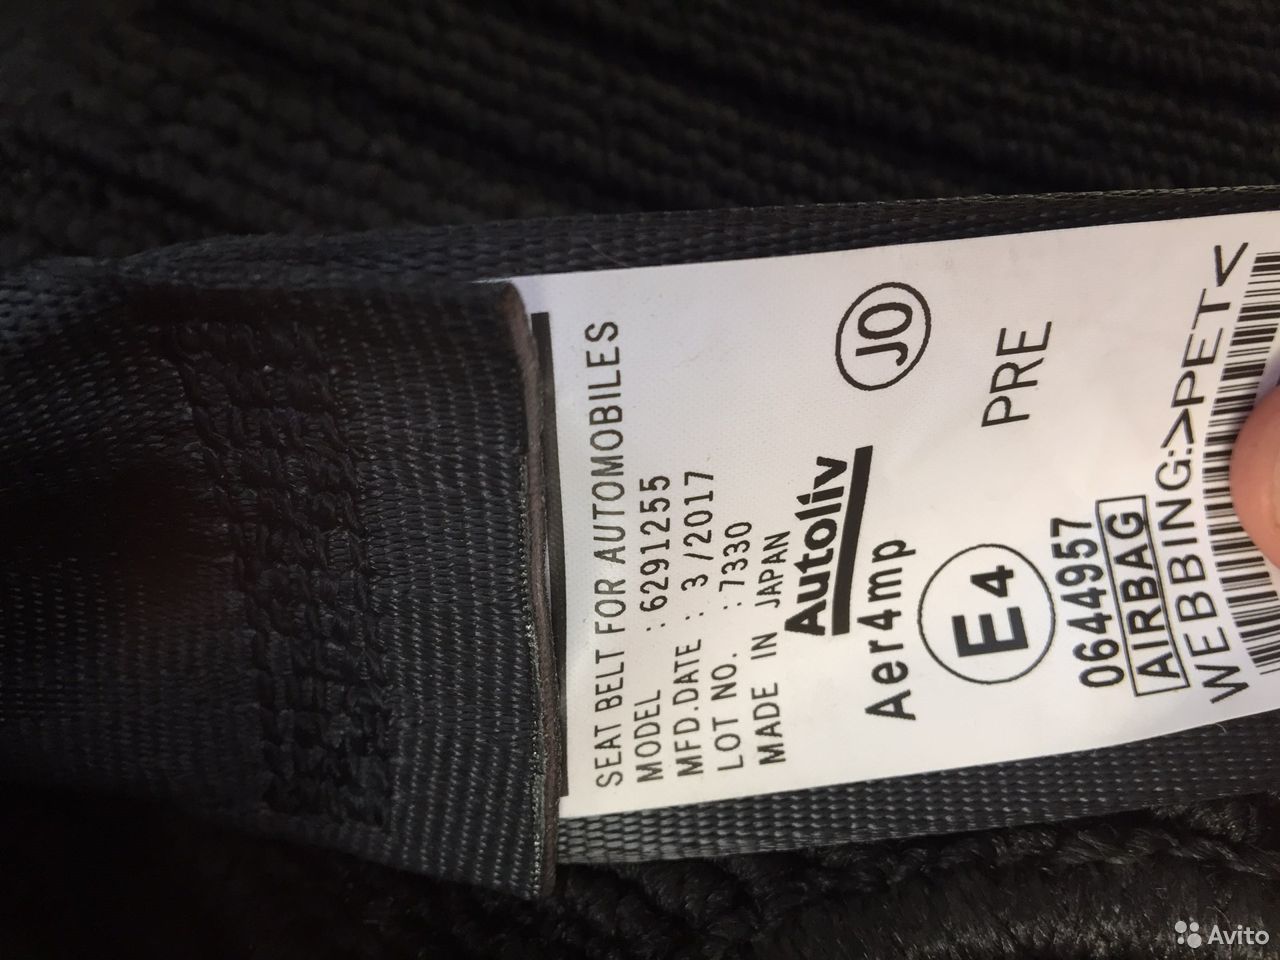 SEAT BELT FOR AUTOMOBILES
MODEL : 6291255
MFD.DATE : 3 /2017
LOT NO. : 7330
MADE IN JAPAN
Autoliv
JO
Aer4mp
PRE
E4
0644957
AIRBAG
WEBBING:>PET<
Avito